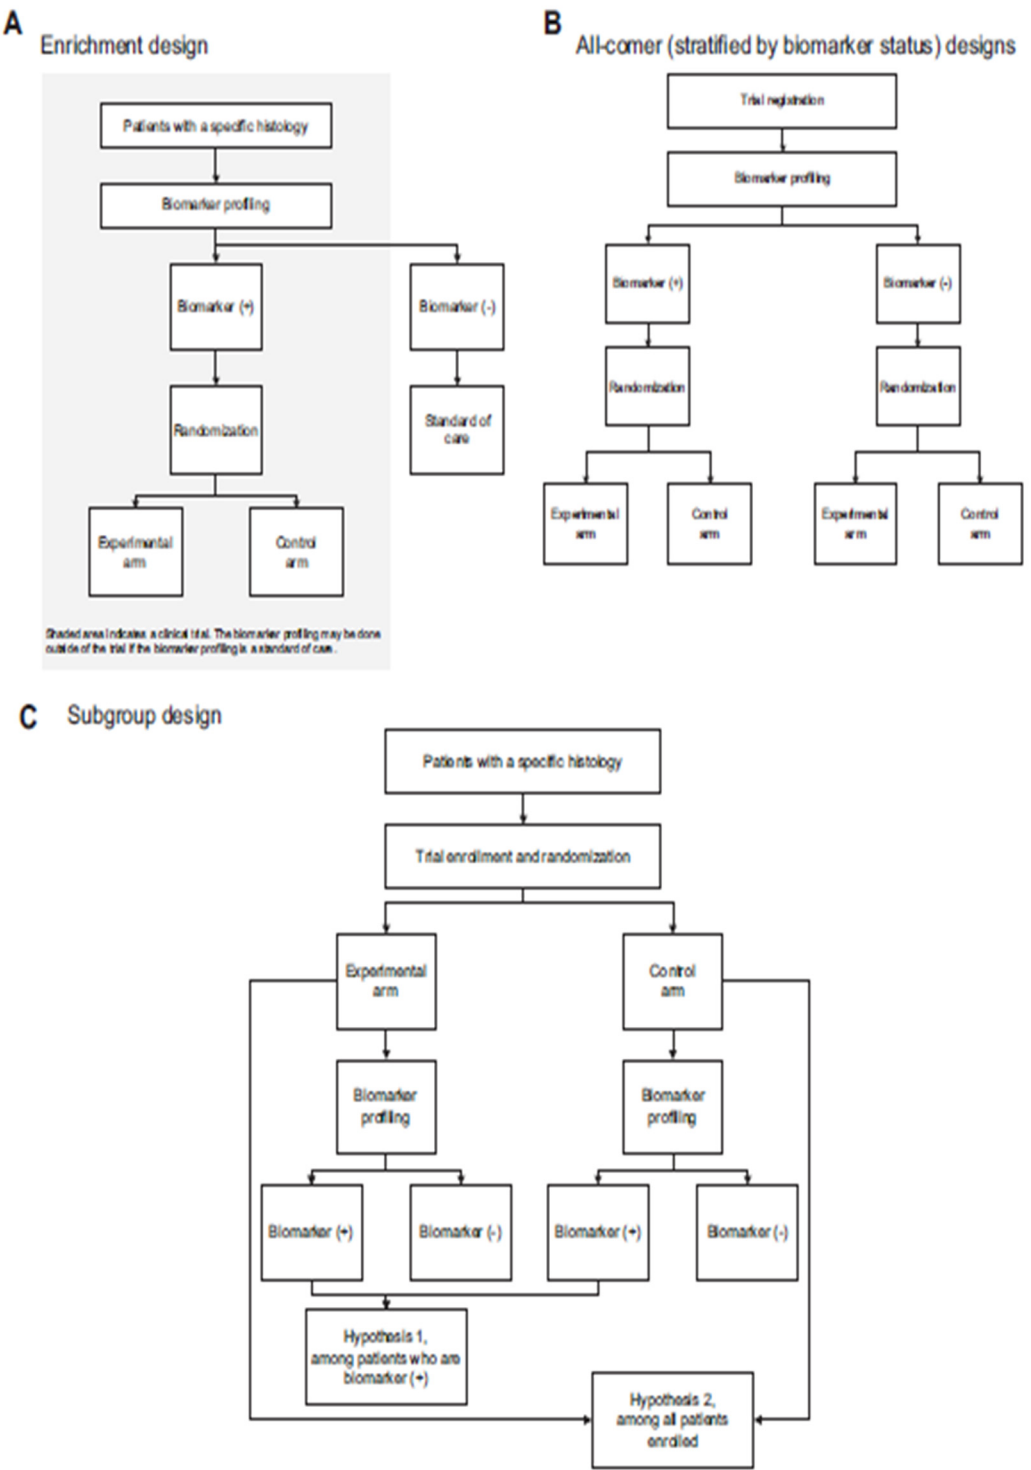 A
Enrichment design
Patients with a specific histology
Biomarker profiling
Biomarker (+)
Biomarker (-)
Randomization
Standard of
care
Experimental
arm
Control
arm
Shaded area indicates a clinical trial. The biomarker profiling may be done
outside of the trial if the biomarker profiling is a standard of care.
B
All-comer (stratified by biomarker status) designs
Trial registration
Biomarker profiling
Biomarker (+)
Biomarker (-)
Randomization
Randomization
Experimental
arm
Control
arm
Experimental
arm
Control
arm
C
Subgroup design
Patients with a specific histology
Trial enrollment and randomization
Experimental
arm
Control
arm
Biomarker
profiling
Biomarker
profiling
Biomarker (+)
Biomarker (-)
Biomarker (+)
Biomarker (-)
Hypothesis 1,
among patients who are
biomarker (+)
Hypothesis 2,
among all patients
enrolled